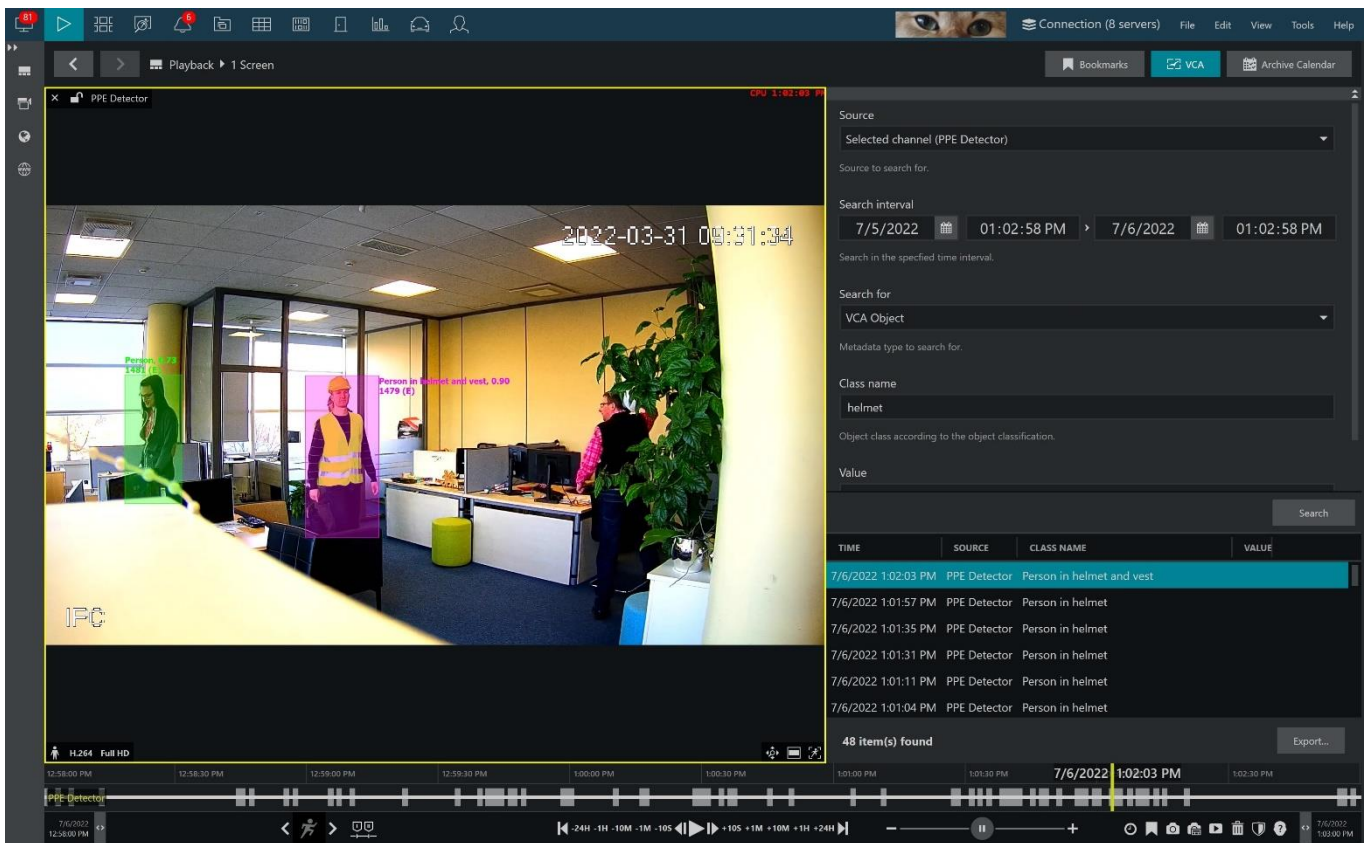 81
6
Connection (8 servers) File Edit View Tools Help
Playback 1 Screen
Bookmarks VCA Archive Calendar
PPE Detector
CPU 1:02:03 PM
2022-03-31 09:31:34
Person, 0.73
1481 (E)
Person in helmet and vest, 0.90
1479 (E)
IPC
H.264 Full HD
Source
Selected channel (PPE Detector)
Source to search for.
Search interval
7/5/2022 01:02:58 PM 7/6/2022 01:02:58 PM
Search in the specfied time interval.
Search for
VCA Object
Metadata type to search for.
Class name
helmet
Object class according to the object classification.
Value
Search
TIME SOURCE CLASS NAME VALUE
7/6/2022 1:02:03 PM PPE Detector Person in helmet and vest
7/6/2022 1:01:57 PM PPE Detector Person in helmet
7/6/2022 1:01:35 PM PPE Detector Person in helmet
7/6/2022 1:01:31 PM PPE Detector Person in helmet
7/6/2022 1:01:11 PM PPE Detector Person in helmet
7/6/2022 1:01:04 PM PPE Detector Person in helmet
48 item(s) found
Export...
12:58:00 PM 12:58:30 PM 12:59:00 PM 12:59:30 PM 1:00:00 PM 1:00:30 PM 1:01:00 PM 1:01:30 PM 7/6/2022 1:02:03 PM 1:02:30 PM
PPE Detector
7/6/2022
12:58:00 PM
-24H -1H -10M -1M -10S +10S +1M +10M +1H +24H
7/6/2022
1:03:00 PM